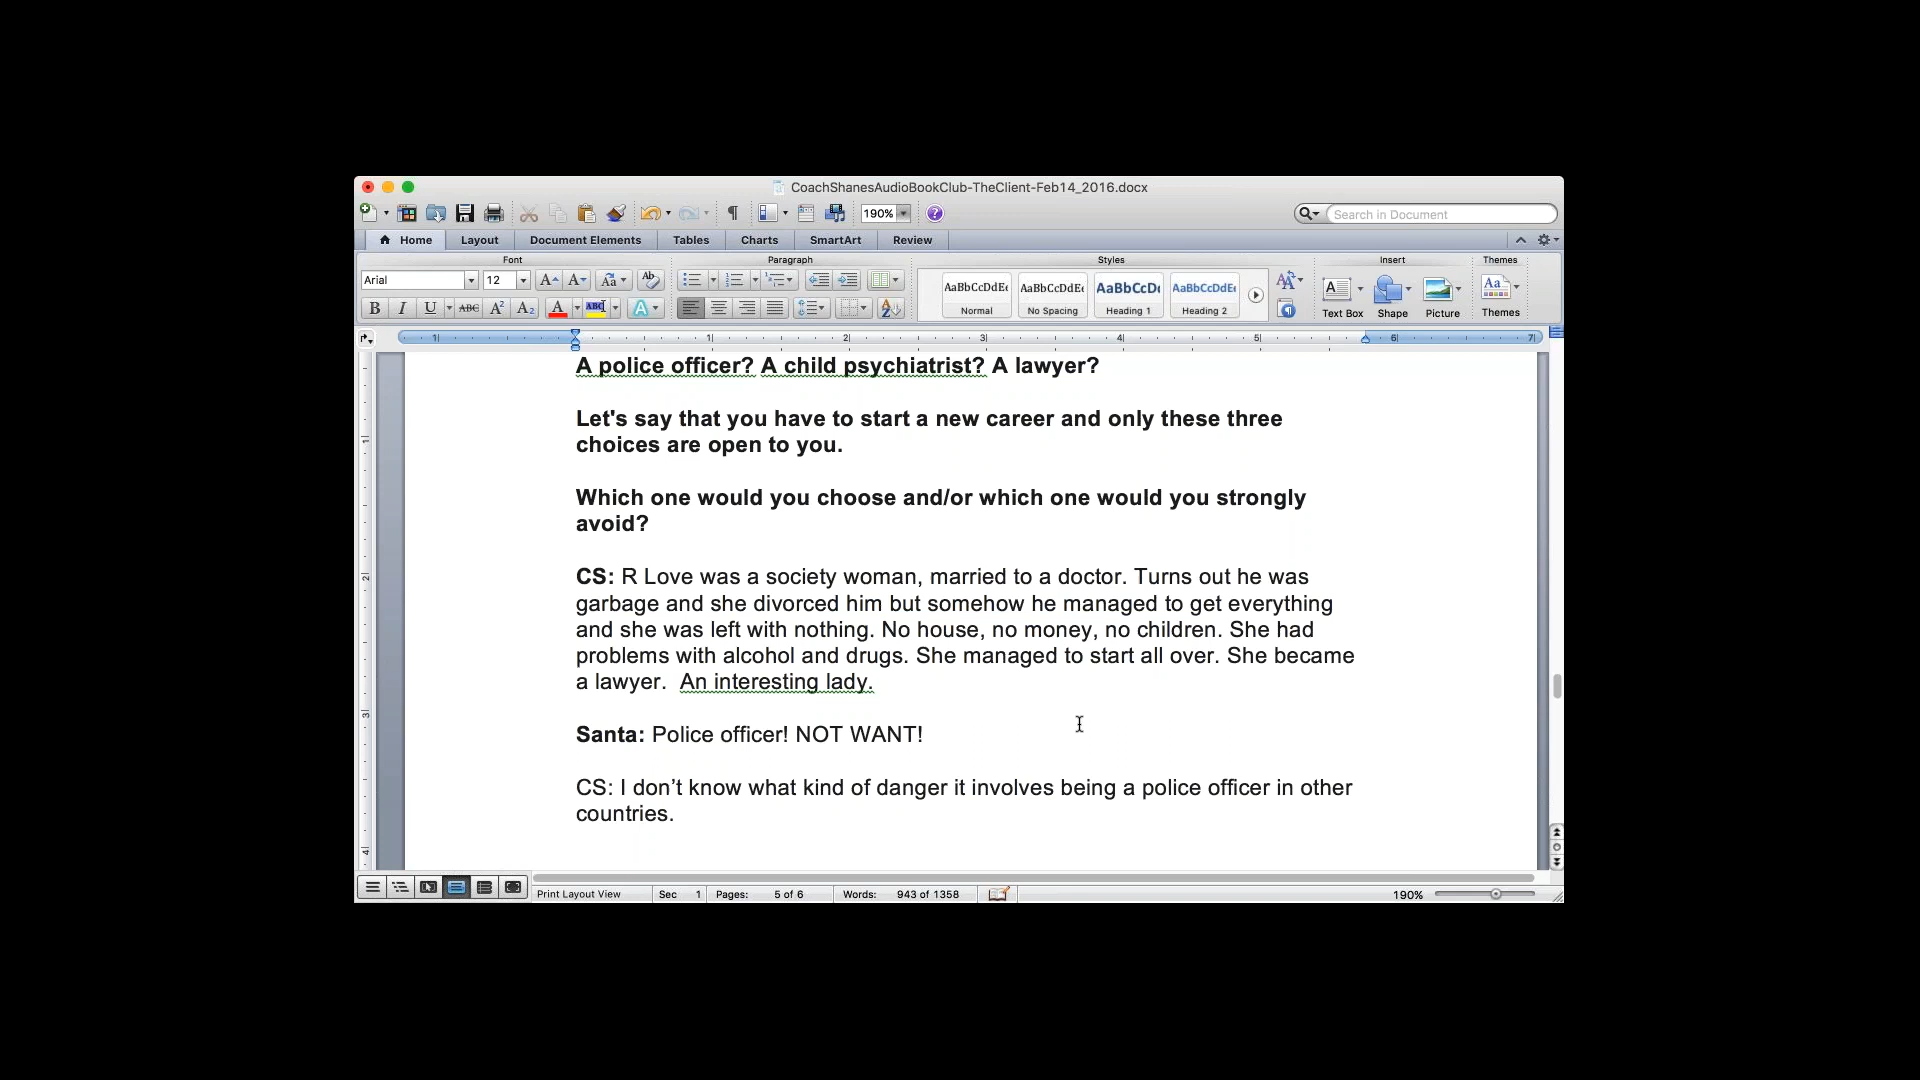 CoachShanesAudioBookClub-TheClient-Feb14_2016.docx
190%
Search in Document
Home Layout Document Elements Tables Charts SmartArt Review
Font Paragraph Styles Insert Themes
Arial 12
AaBbCcDdEe AaBbCcDdEe AaBbCcDc AaBbCcDdEe
Normal No Spacing Heading 1 Heading 2
Text Box Shape Picture Themes
A police officer? A child psychiatrist? A lawyer?
Let's say that you have to start a new career and only these three
choices are open to you.
Which one would you choose and/or which one would you strongly
avoid?
CS: R Love was a society woman, married to a doctor. Turns out he was
garbage and she divorced him but somehow he managed to get everything
and she was left with nothing. No house, no money, no children. She had
problems with alcohol and drugs. She managed to start all over. She became
a lawyer.  An interesting lady.
Santa: Police officer! NOT WANT!
CS: I don’t know what kind of danger it involves being a police officer in other
countries.
Print Layout View Sec 1 Pages: 5 of 6 Words: 943 of 1358 190%